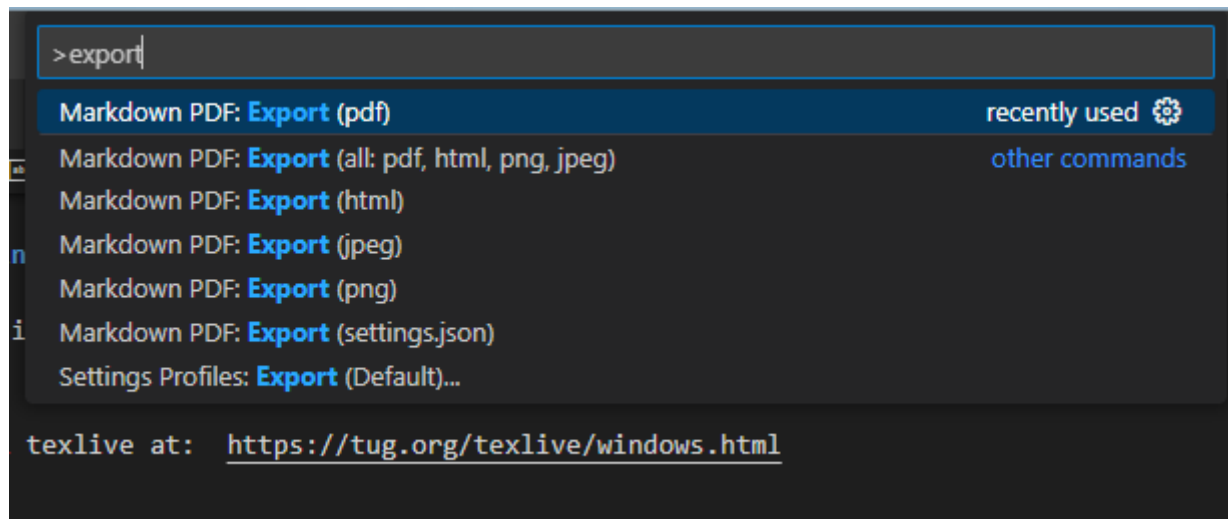 >export
Markdown PDF: Export (pdf) recently used
Markdown PDF: Export (all: pdf, html, png, jpeg) other commands
Markdown PDF: Export (html)
Markdown PDF: Export (jpeg)
Markdown PDF: Export (png)
Markdown PDF: Export (settings.json)
Settings Profiles: Export (Default)...
texlive at: https://tug.org/texlive/windows.html